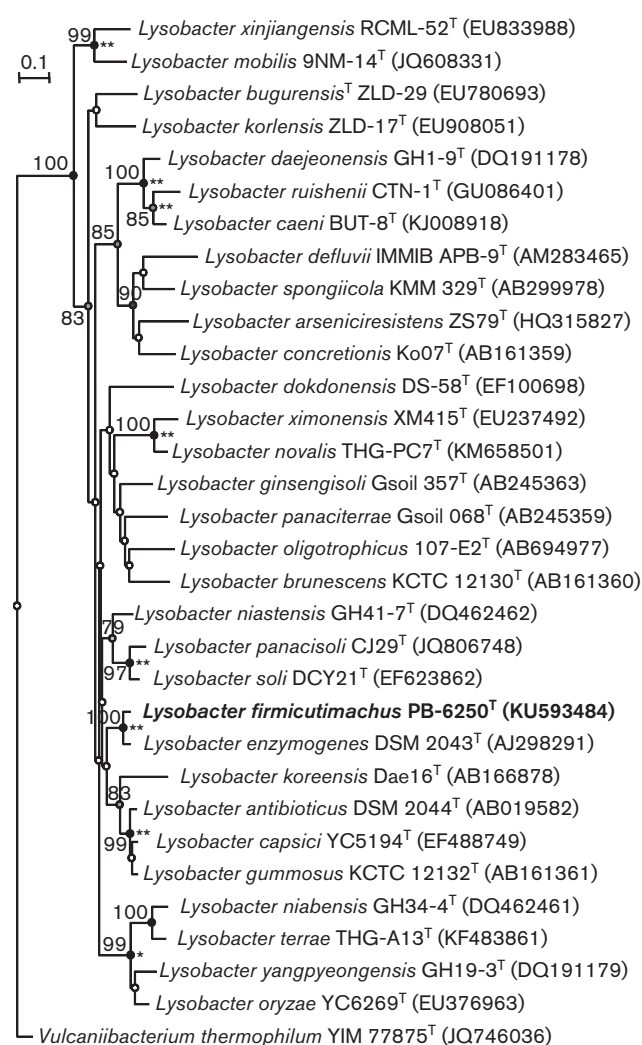 99
Lysobacter xinjiangensis RCML-52T (EU833988)
**
0.1
Lysobacter mobilis 9NM-14T (JQ608331)
Lysobacter bugurensisT ZLD-29 (EU780693)
Lysobacter korlensis ZLD-17T (EU908051)
100
100
Lysobacter daejeonensis GH1-9T (DQ191178)
**
Lysobacter ruishenii CTN-1T (GU086401)
**
85
Lysobacter caeni BUT-8T (KJ008918)
85
Lysobacter defluvii IMMIB APB-9T (AM283465)
90
Lysobacter spongiicola KMM 329T (AB299978)
83
Lysobacter arseniciresistens ZS79T (HQ315827)
Lysobacter concretionis Ko07T (AB161359)
Lysobacter dokdonensis DS-58T (EF100698)
100
Lysobacter ximonensis XM415T (EU237492)
**
Lysobacter novalis THG-PC7T (KM658501)
Lysobacter ginsengisoli Gsoil 357T (AB245363)
Lysobacter panaciterrae Gsoil 068T (AB245359)
Lysobacter oligotrophicus 107-E2T (AB694977)
Lysobacter brunescens KCTC 12130T (AB161360)
Lysobacter niastensis GH41-7T (DQ462462)
79
Lysobacter panacisoli CJ29T (JQ806748)
**
97
Lysobacter soli DCY21T (EF623862)
100
Lysobacter firmicutimachus PB-6250T (KU593484)
**
Lysobacter enzymogenes DSM 2043T (AJ298291)
Lysobacter koreensis Dae16T (AB166878)
83
Lysobacter antibioticus DSM 2044T (AB019582)
**
99
Lysobacter capsici YC5194T (EF488749)
Lysobacter gummosus KCTC 12132T (AB161361)
100
Lysobacter niabensis GH34-4T (DQ462461)
Lysobacter terrae THG-A13T (KF483861)
99
*
Lysobacter yangpyeongensis GH19-3T (DQ191179)
Lysobacter oryzae YC6269T (EU376963)
Vulcaniibacterium thermophilum YIM 77875T (JQ746036)